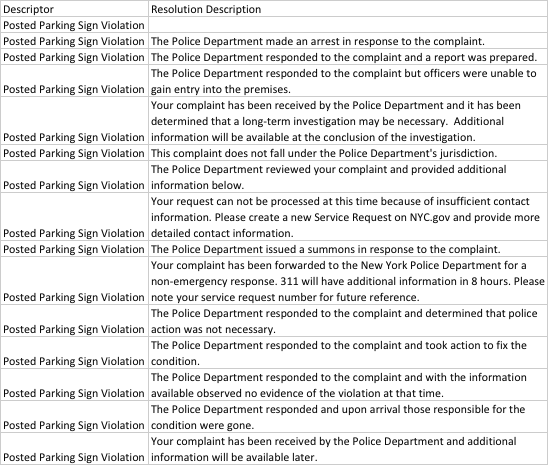 Descriptor Resolution Description
Posted Parking Sign Violation
Posted Parking Sign Violation The Police Department made an arrest in response to the complaint.
Posted Parking Sign Violation The Police Department responded to the complaint and a report was prepared.
The Police Department responded to the complaint but officers were unable to
Posted Parking Sign Violation gain entry into the premises.
Your complaint has been received by the Police Department and it has been
determined that a long-term investigation may be necessary.  Additional
Posted Parking Sign Violation information will be available at the conclusion of the investigation.
Posted Parking Sign Violation This complaint does not fall under the Police Department's jurisdiction.
The Police Department reviewed your complaint and provided additional
Posted Parking Sign Violation information below.
Your request can not be processed at this time because of insufficient contact
information. Please create a new Service Request on NYC.gov and provide more
Posted Parking Sign Violation detailed contact information.
Posted Parking Sign Violation The Police Department issued a summons in response to the complaint.
Your complaint has been forwarded to the New York Police Department for a
non-emergency response. 311 will have additional information in 8 hours. Please
Posted Parking Sign Violation note your service request number for future reference.
The Police Department responded to the complaint and determined that police
Posted Parking Sign Violation action was not necessary.
The Police Department responded to the complaint and took action to fix the
Posted Parking Sign Violation condition.
The Police Department responded to the complaint and with the information
Posted Parking Sign Violation available observed no evidence of the violation at that time.
The Police Department responded and upon arrival those responsible for the
Posted Parking Sign Violation condition were gone.
Your complaint has been received by the Police Department and additional
Posted Parking Sign Violation information will be available later.